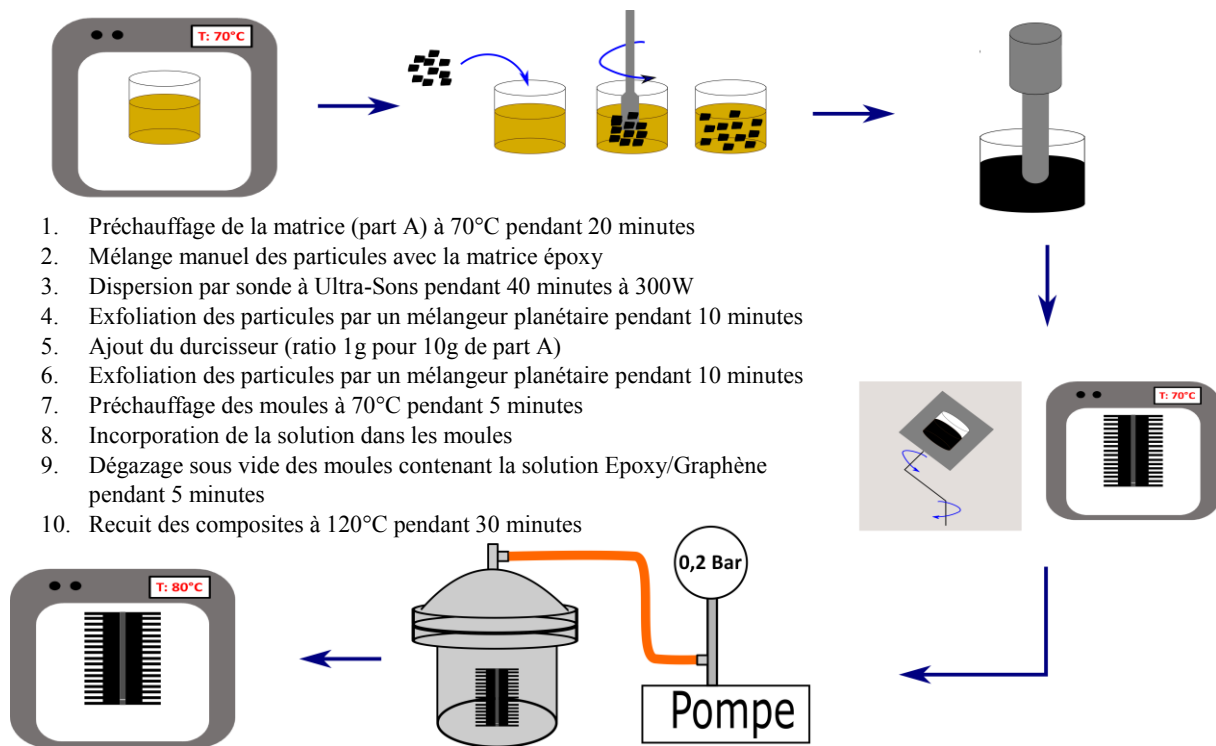 T: 70°C
1. Préchauffage de la matrice (part A) à 70°C pendant 20 minutes
2. Mélange manuel des particules avec la matrice époxy
3. Dispersion par sonde à Ultra-Sons pendant 40 minutes à 300W
4. Exfoliation des particules par un mélangeur planétaire pendant 10 minutes
5. Ajout du durcisseur (ratio 1g pour 10g de part A)
6. Exfoliation des particules par un mélangeur planétaire pendant 10 minutes
7. Préchauffage des moules à 70°C pendant 5 minutes
8. Incorporation de la solution dans les moules
9. Dégazage sous vide des moules contenant la solution Epoxy/Graphène
pendant 5 minutes
10. Recuit des composites à 120°C pendant 30 minutes
T: 70°C
0,2 Bar
Pompe
T: 80°C